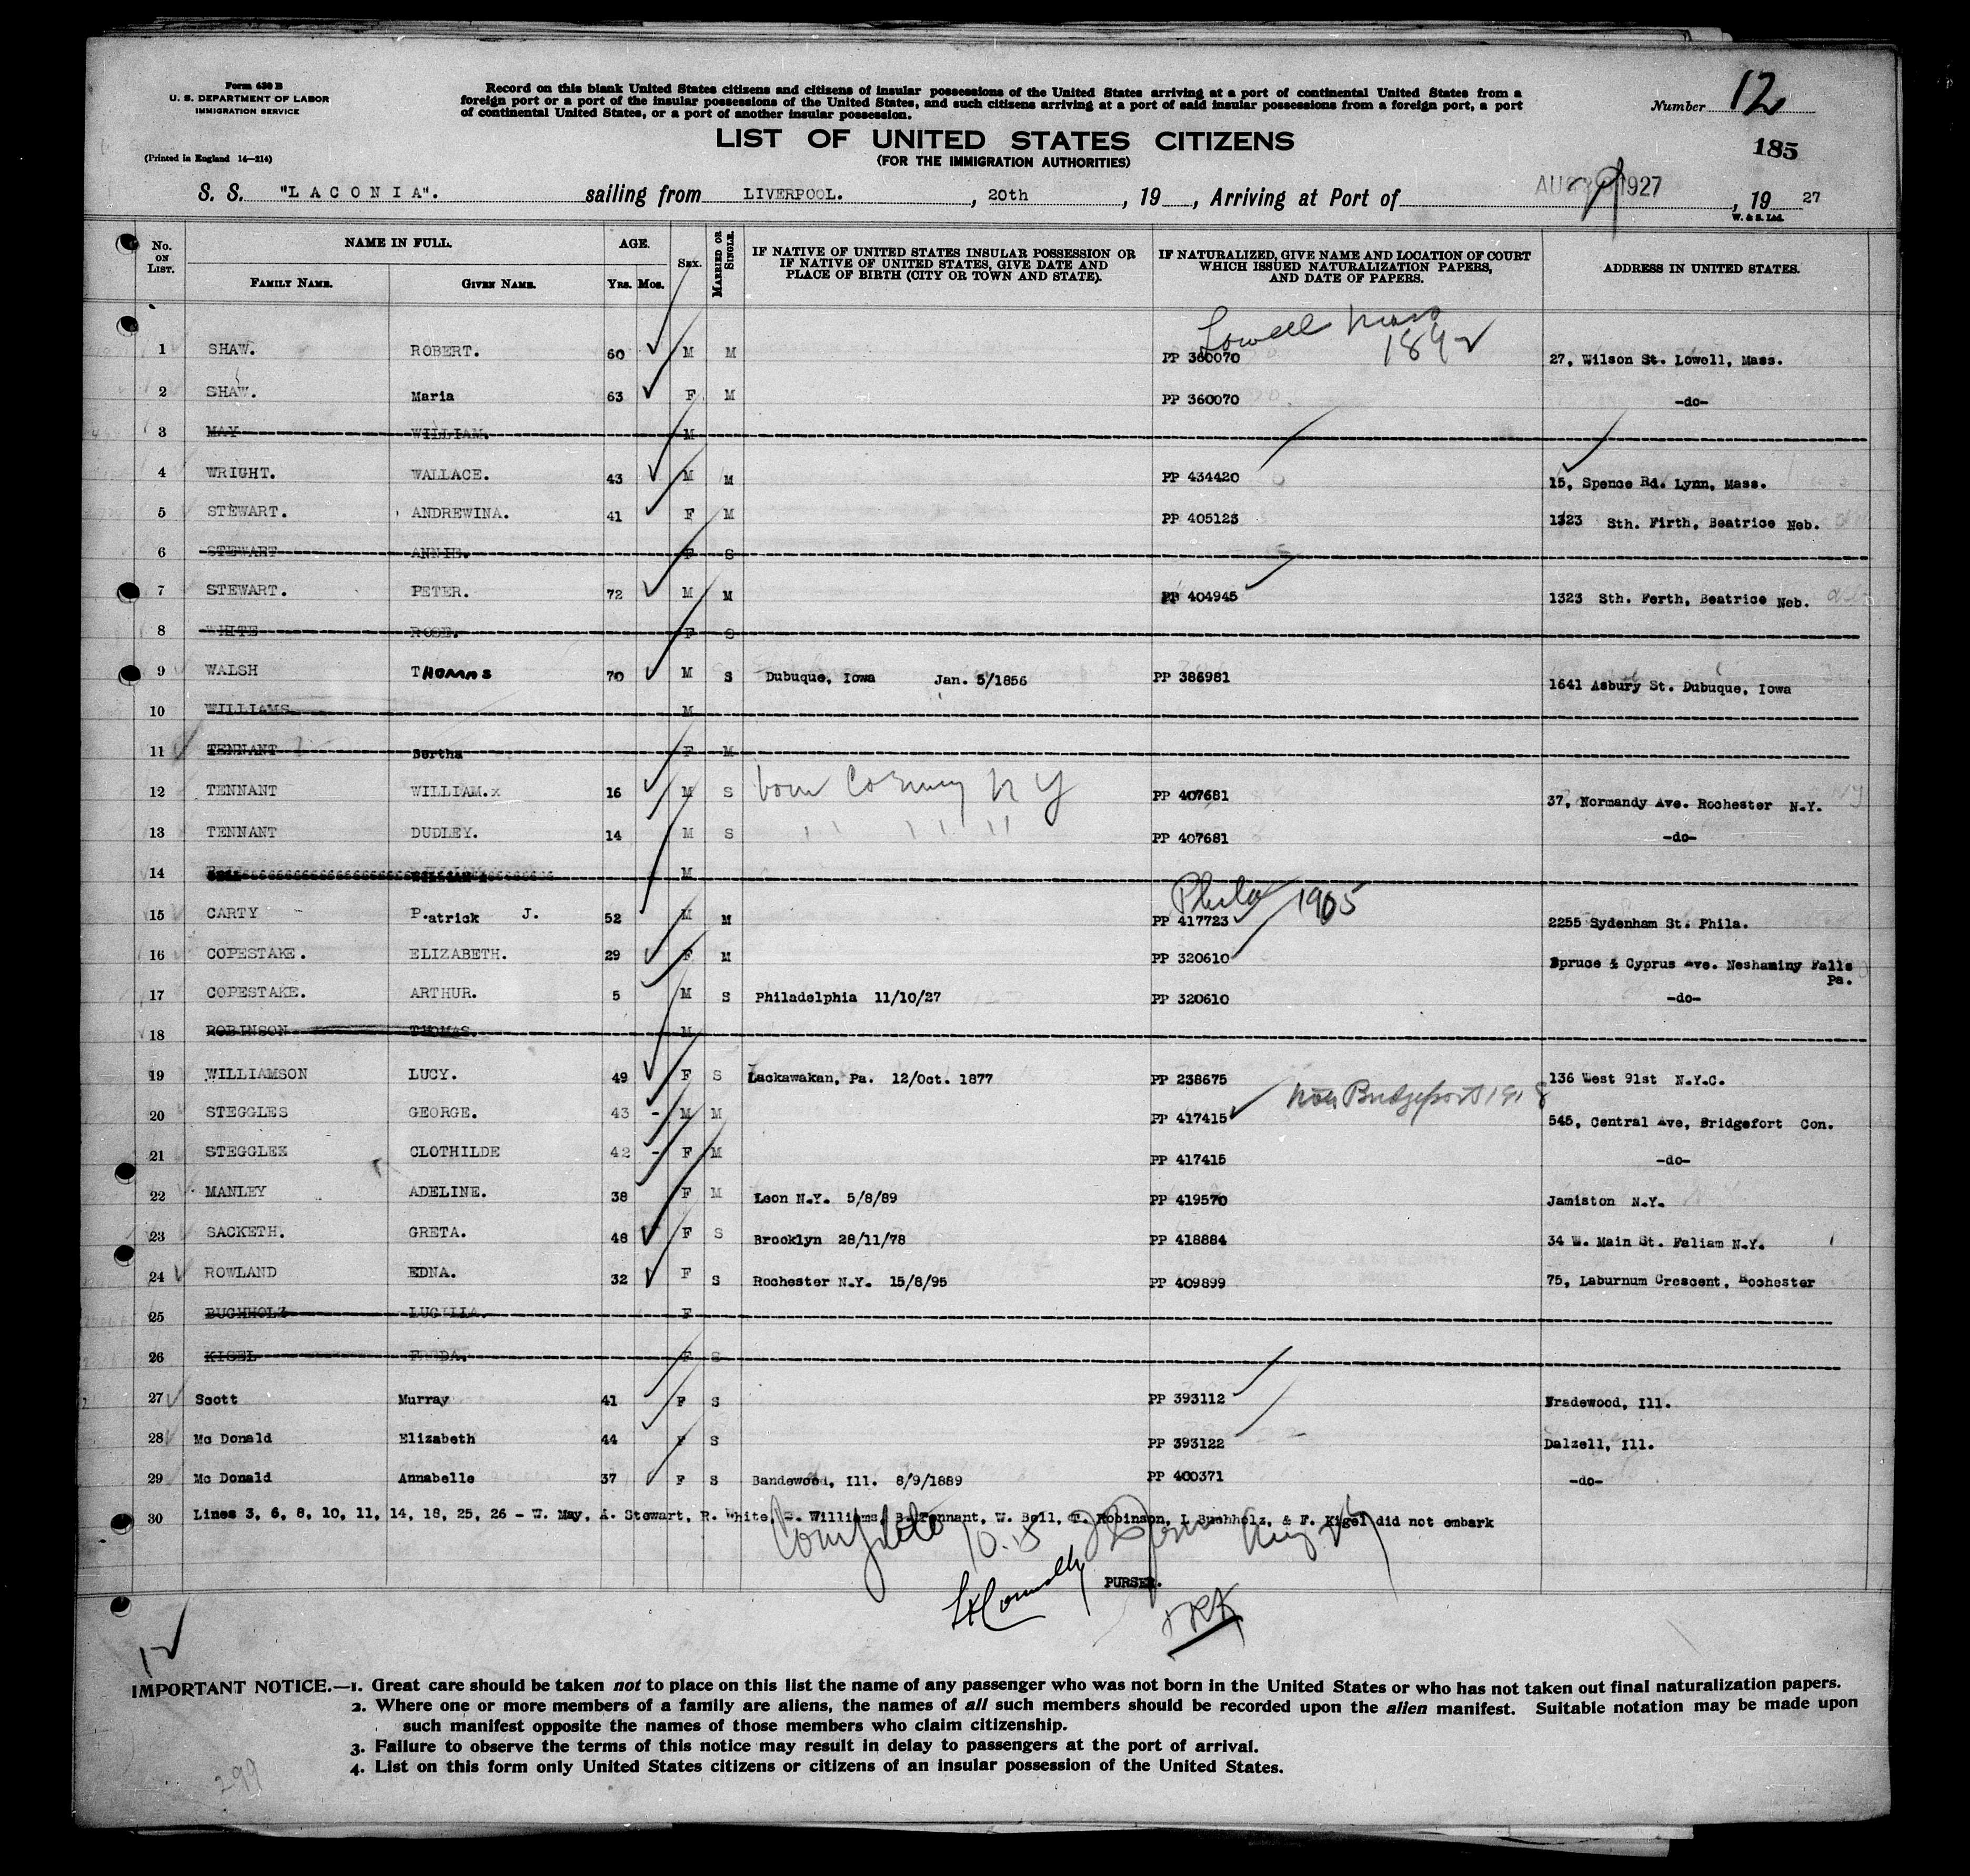 Form 630 B
U. S. DEPARTMENT OF LABOR
IMMIGRATION SERVICE
(Printed in England 14—214)
Record on this blank United States citizens and citizens of insular possessions of the United States arriving at a port of continental United States from a
foreign port or a port of the insular possessions of the United States, and such citizens arriving at a port of said insular possessions from a foreign port, a port
of continental United States, or a port of another insular possession.
Number 12
185
LIST OF UNITED STATES CITIZENS
(FOR THE IMMIGRATION AUTHORITIES)
S. S. "L A C O N I A". sailing from LIVERPOOL. , 20th , 19 , Arriving at Port of AUG 1927 , 19 27
W. & S. Ltd.
No. ON LIST. NAME IN FULL. FAMILY NAME. GIVEN NAME. AGE. YRS. MOS. SEX. MARRIED OR SINGLE. IF NATIVE OF UNITED STATES INSULAR POSSESSION OR IF NATIVE OF UNITED STATES, GIVE DATE AND PLACE OF BIRTH (CITY OR TOWN AND STATE). IF NATURALIZED, GIVE NAME AND LOCATION OF COURT WHICH ISSUED NATURALIZATION PAPERS, AND DATE OF PAPERS. ADDRESS IN UNITED STATES.
Lowell Mass
1892
1 SHAW. ROBERT. 60 M M PP 360070 27, Wilson St. Lowell, Mass.
2 SHAW. Maria 63 F M PP 360070 -do-
3 MAY WILLIAM. M
4 WRIGHT. WALLACE. 43 M M PP 434420 15, Spence Rd. Lynn, Mass.
5 STEWART. ANDREWINA. 41 F M PP 405123 1323 Sth. Firth, Beatrice Neb.
6 STEWART ANNIE. F S
7 STEWART. PETER. 72 M M PP 404945 1323 Sth. Ferth, Beatrice Neb.
8 WHITE ROSE. F S
9 WALSH THOMAS 70 M S Dubuque, Iowa Jan. 5/1856 PP 386981 1641 Asbury St. Dubuque, Iowa
10 WILLIAMS M
11 TENNANT Bertha F M
12 TENNANT WILLIAM.x 16 M S born Corning N Y PP 407681 37, Normandy Ave. Rochester N.Y.
13 TENNANT DUDLEY. 14 M S " " " PP 407681 -do-
14 WILLIAM M
Phila 1905
15 CARTY P.atrick J. 52 M M PP 417723 2255 Sydenham St. Phila.
16 COPESTAKE. ELIZABETH. 29 F M PP 320610 Spruce & Cyprus Ave. Neshaminy Falls Pa.
17 COPESTAKE. ARTHUR. 5 M S Philadelphia 11/10/27 PP 320610 -do-
18 ROBINSON THOMAS. M
19 WILLIAMSON LUCY. 49 F S Lackawakan, Pa. 12/Oct. 1877 PP 238675 136 West 91st N.Y.C.
Bridgeport 1918
20 STEGGLES GEORGE. 43 - M M PP 417415 545, Central Ave, Bridgefort Con.
21 STEGGLEX CLOTHILDE 42 - F M PP 417415 -do-
22 MANLEY ADELINE. 38 F M Leon N.Y. 5/8/89 PP 419570 Jamiston N.Y.
23 SACKETH. GRETA. 48 F S Brooklyn 28/11/78 PP 418884 34 W. Main St. Faliam N.Y.
24 ROWLAND EDNA. 32 F S Rochester N.Y. 15/8/95 PP 409899 75, Laburnum Crescent, Rochester
25 BUCHHOLZ LUCILLA. F
26 KIGEL F S
27 Scott Murray 41 F S PP 393112 Bradewood, Ill.
28 Mc Donald Elizabeth 44 F S PP 393122 Dalzell, Ill.
29 Mc Donald Annabelle 37 F S Bandewood, Ill. 8/9/1889 PP 400371 -do-
30 Lines 3, 6, 8, 10, 11, 14, 18, 25, 26 - W. May, A. Stewart, R. White, Williams, B. Tennant, W. Bell, T. Robinson, L Buchholz, & F. Kigel did not embark
Complete 10.15 Aug 29
PURSER.
12
IMPORTANT NOTICE.—1. Great care should be taken not to place on this list the name of any passenger who was not born in the United States or who has not taken out final naturalization papers.
2. Where one or more members of a family are aliens, the names of all such members should be recorded upon the alien manifest. Suitable notation may be made upon
such manifest opposite the names of those members who claim citizenship.
3. Failure to observe the terms of this notice may result in delay to passengers at the port of arrival.
4. List on this form only United States citizens or citizens of an insular possession of the United States.
299